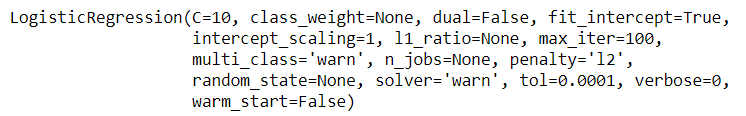 LogisticRegression(C=10, class_weight=None, dual=False, fit_intercept=True,
intercept_scaling=1, l1_ratio=None, max_iter=100,
multi_class='warn', n_jobs=None, penalty='l2',
random_state=None, solver='warn', tol=0.0001, verbose=0,
warm_start=False)